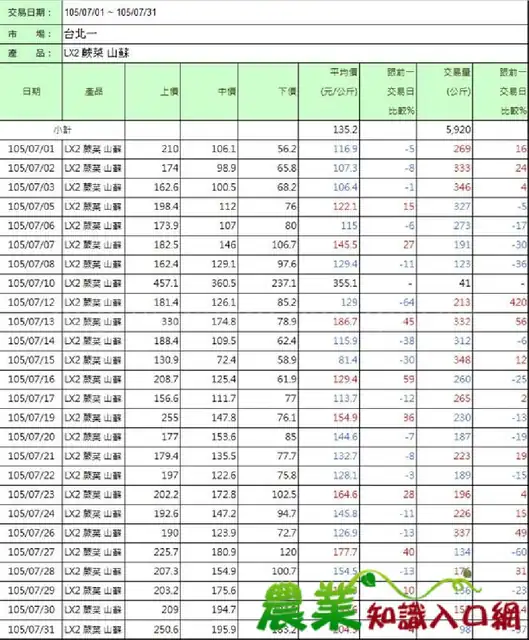 交易日期： 105/07/01 ~ 105/07/31
市　場： 台北一
產　品： LX2 蕨菜 山蘇
日期 產品 上價 中價 下價 平均價 (元/公斤) 跟前一交易日比較% 交易量 (公斤) 跟前一交易日比較%
小計 135.2 5,920
105/07/01 LX2 蕨菜 山蘇 210 106.1 56.2 116.9 -5 269 16
105/07/02 LX2 蕨菜 山蘇 174 98.9 65.8 107.3 -8 333 24
105/07/03 LX2 蕨菜 山蘇 162.6 100.5 68.2 106.4 -1 346 4
105/07/05 LX2 蕨菜 山蘇 198.4 112 76 122.1 15 327 -5
105/07/06 LX2 蕨菜 山蘇 173.9 107 80 115 -6 273 -17
105/07/07 LX2 蕨菜 山蘇 182.5 146 106.7 145.5 27 191 -30
105/07/08 LX2 蕨菜 山蘇 162.4 129.1 97.6 129.4 -11 123 -36
105/07/10 LX2 蕨菜 山蘇 457.1 360.5 237.1 355.1 - 41 -
105/07/12 LX2 蕨菜 山蘇 181.4 126.1 85.2 129 -64 213 420
105/07/13 LX2 蕨菜 山蘇 330 174.8 78.9 186.7 45 332 56
105/07/14 LX2 蕨菜 山蘇 188.4 109.5 62.4 115.9 -38 312 -6
105/07/15 LX2 蕨菜 山蘇 130.9 72.4 58.9 81.4 -30 348 12
105/07/16 LX2 蕨菜 山蘇 208.7 125.4 61.9 129.4 59 260 -25
105/07/17 LX2 蕨菜 山蘇 156.6 111.7 77 113.7 -12 265 2
105/07/19 LX2 蕨菜 山蘇 255 147.8 76.1 154.9 36 230 -13
105/07/20 LX2 蕨菜 山蘇 177 153.6 85 144.6 -7 187 -19
105/07/21 LX2 蕨菜 山蘇 179.4 135.5 77.7 132.7 -8 223 19
105/07/22 LX2 蕨菜 山蘇 197 122.6 75.8 128.1 -3 189 -15
105/07/23 LX2 蕨菜 山蘇 202.2 172.8 102.5 164.6 28 196 4
105/07/24 LX2 蕨菜 山蘇 192.6 147.2 94.7 145.8 -11 226 15
105/07/26 LX2 蕨菜 山蘇 190 123.9 72.7 126.9 -13 337 49
105/07/27 LX2 蕨菜 山蘇 225.7 180.9 120 177.7 40 134 -60
105/07/28 LX2 蕨菜 山蘇 207.3 154.9 100.7 154.5 -13 176 31
105/07/29 LX2 蕨菜 山蘇 203.2 175.6 10 -23
105/07/30 LX2 蕨菜 山蘇 209 194.7
105/07/31 LX2 蕨菜 山蘇 250.6 195.9 204.9 4 98
農業知識入口網